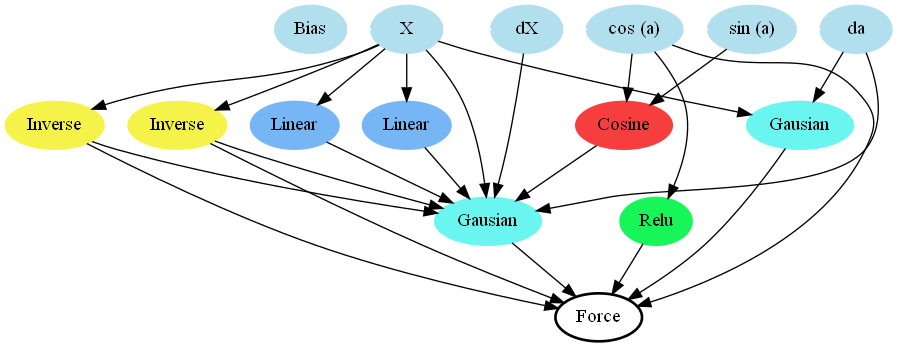 Bias
X
dX
cos (a)
sin (a)
da
Inverse
Inverse
Linear
Linear
Cosine
Gausian
Gausian
Relu
Force